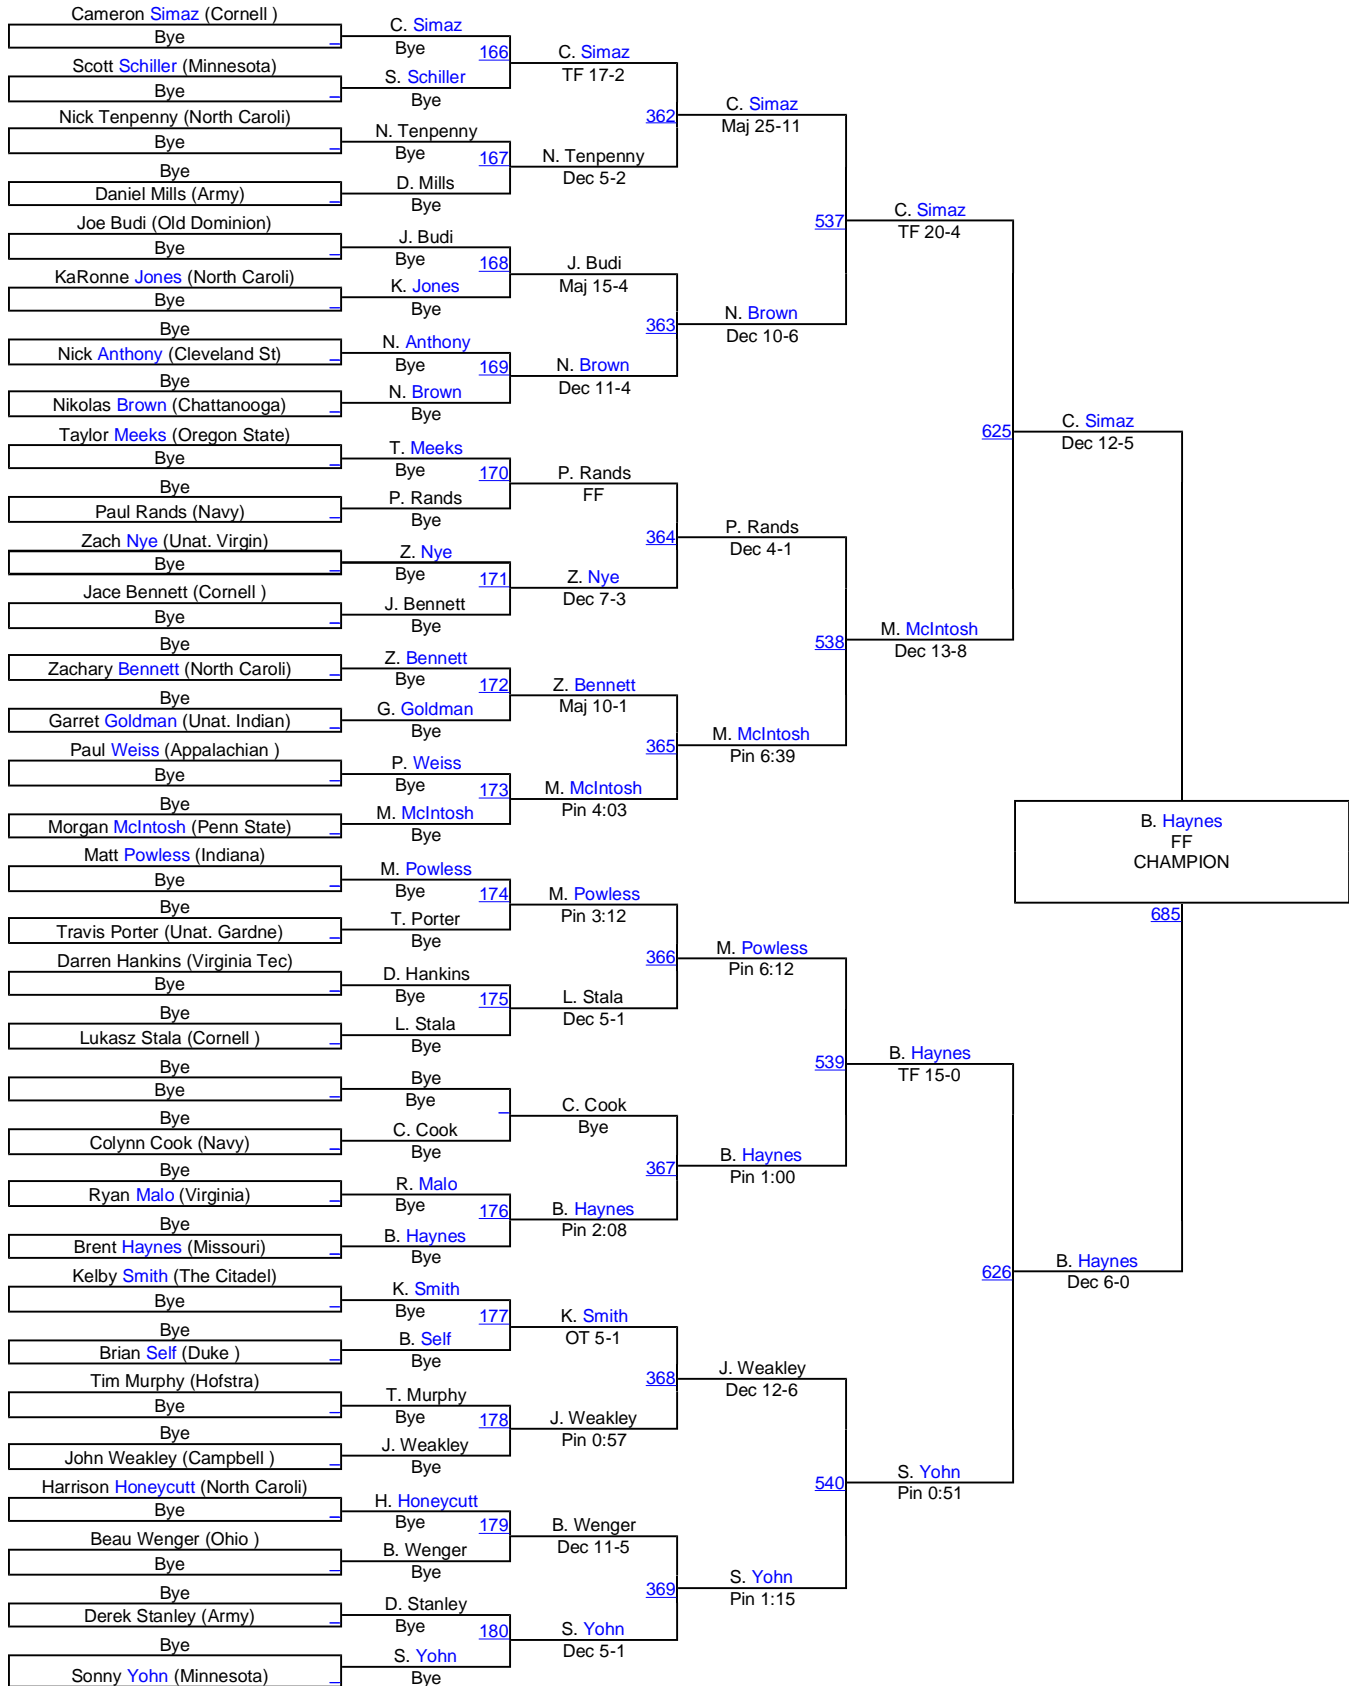 Cameron Simaz (Cornell )
Bye
Scott Schiller (Minnesota)
Bye
Nick Tenpenny (North Caroli)
Bye
Bye
Daniel Mills (Army)
Joe Budi (Old Dominion)
Bye
KaRonne Jones (North Caroli)
Bye
Bye
Nick Anthony (Cleveland St)
Bye
Nikolas Brown (Chattanooga)
Taylor Meeks (Oregon State)
Bye
Bye
Paul Rands (Navy)
Zach Nye (Unat. Virgin)
Bye
Jace Bennett (Cornell )
Bye
Bye
Zachary Bennett (North Caroli)
Bye
Garret Goldman (Unat. Indian)
Paul Weiss (Appalachian )
Bye
Bye
Morgan McIntosh (Penn State)
Matt Powless (Indiana)
Bye
Bye
Travis Porter (Unat. Gardne)
Darren Hankins (Virginia Tec)
Bye
Bye
Lukasz Stala (Cornell )
Bye
Bye
Bye
Colynn Cook (Navy)
Bye
Ryan Malo (Virginia)
Bye
Brent Haynes (Missouri)
Kelby Smith (The Citadel)
Bye
Bye
Brian Self (Duke )
Tim Murphy (Hofstra)
Bye
Bye
John Weakley (Campbell )
Harrison Honeycutt (North Caroli)
Bye
Beau Wenger (Ohio )
Bye
Bye
Derek Stanley (Army)
Bye
Sonny Yohn (Minnesota)
C. Simaz
Bye
166
S. Schiller
Bye
N. Tenpenny
Bye
167
D. Mills
Bye
J. Budi
Bye
168
K. Jones
Bye
N. Anthony
Bye
169
N. Brown
Bye
T. Meeks
Bye
170
P. Rands
Bye
Z. Nye
Bye
171
J. Bennett
Bye
Z. Bennett
Bye
172
G. Goldman
Bye
P. Weiss
Bye
173
M. McIntosh
Bye
M. Powless
Bye
174
T. Porter
Bye
D. Hankins
Bye
175
L. Stala
Bye
Bye
Bye
C. Cook
Bye
R. Malo
Bye
176
B. Haynes
Bye
K. Smith
Bye
177
B. Self
Bye
T. Murphy
Bye
178
J. Weakley
Bye
H. Honeycutt
Bye
179
B. Wenger
Bye
D. Stanley
Bye
180
S. Yohn
Bye
C. Simaz
TF 17-2
362
N. Tenpenny
Dec 5-2
J. Budi
Maj 15-4
363
N. Brown
Dec 11-4
P. Rands
FF
364
Z. Nye
Dec 7-3
Z. Bennett
Maj 10-1
365
M. McIntosh
Pin 4:03
M. Powless
Pin 3:12
366
L. Stala
Dec 5-1
C. Cook
Bye
367
B. Haynes
Pin 2:08
K. Smith
OT 5-1
368
J. Weakley
Pin 0:57
B. Wenger
Dec 11-5
369
S. Yohn
Dec 5-1
C. Simaz
Maj 25-11
537
N. Brown
Dec 10-6
P. Rands
Dec 4-1
538
M. McIntosh
Pin 6:39
M. Powless
Pin 6:12
539
B. Haynes
Pin 1:00
J. Weakley
Dec 12-6
540
S. Yohn
Pin 1:15
C. Simaz
TF 20-4
625
M. McIntosh
Dec 13-8
B. Haynes
TF 15-0
626
S. Yohn
Pin 0:51
C. Simaz
Dec 12-5
B. Haynes
FF
CHAMPION
685
B. Haynes
Dec 6-0